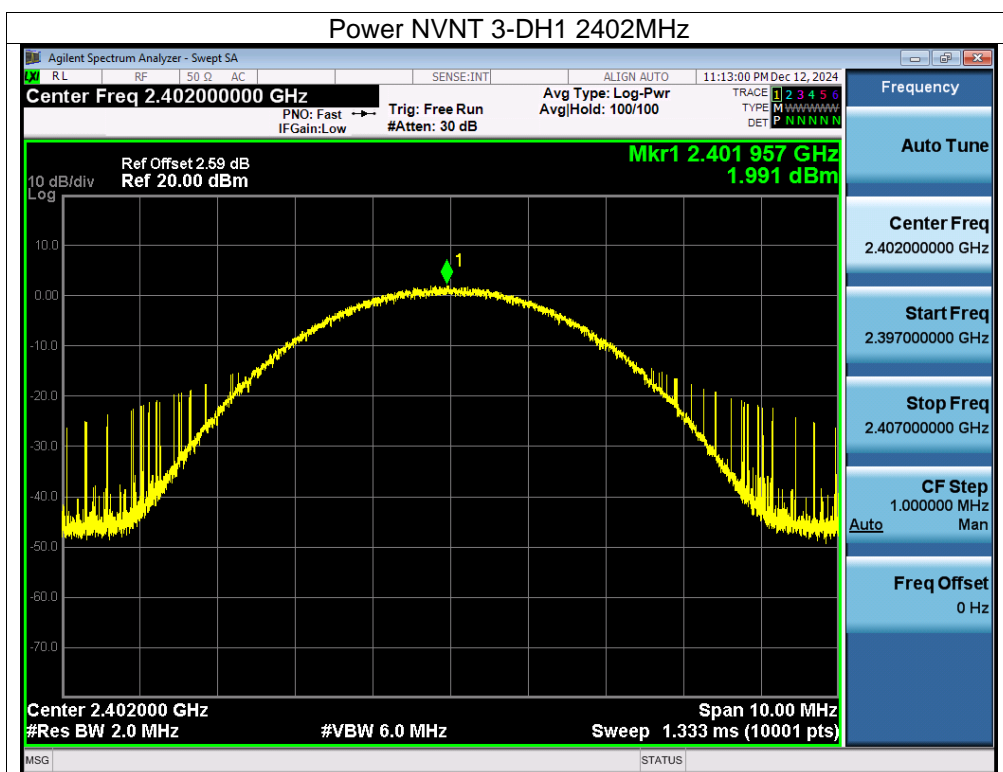 Power NVNT 3-DH1 2402MHz
Agilent Spectrum Analyzer - Swept SA
LXI RL RF 50 Ω AC SENSE:INT ALIGN AUTO 11:13:00 PM Dec 12, 2024
Center Freq 2.402000000 GHz
PNO: Fast
IFGain:Low
Trig: Free Run
#Atten: 30 dB
Avg Type: Log-Pwr
Avg|Hold: 100/100
TRACE 1 2 3 4 5 6
TYPE M WWWWW
DET P N N N N N
Mkr1 2.401 957 GHz
1.991 dBm
Ref Offset 2.59 dB
10 dB/div Ref 20.00 dBm
Log
10.0
1
0.00
-10.0
-20.0
-30.0
-40.0
-50.0
-60.0
-70.0
Center 2.402000 GHz Span 10.00 MHz
#Res BW 2.0 MHz #VBW 6.0 MHz Sweep 1.333 ms (10001 pts)
MSG STATUS
Frequency
Auto Tune
Center Freq
2.402000000 GHz
Start Freq
2.397000000 GHz
Stop Freq
2.407000000 GHz
CF Step
1.000000 MHz
Auto Man
Freq Offset
0 Hz